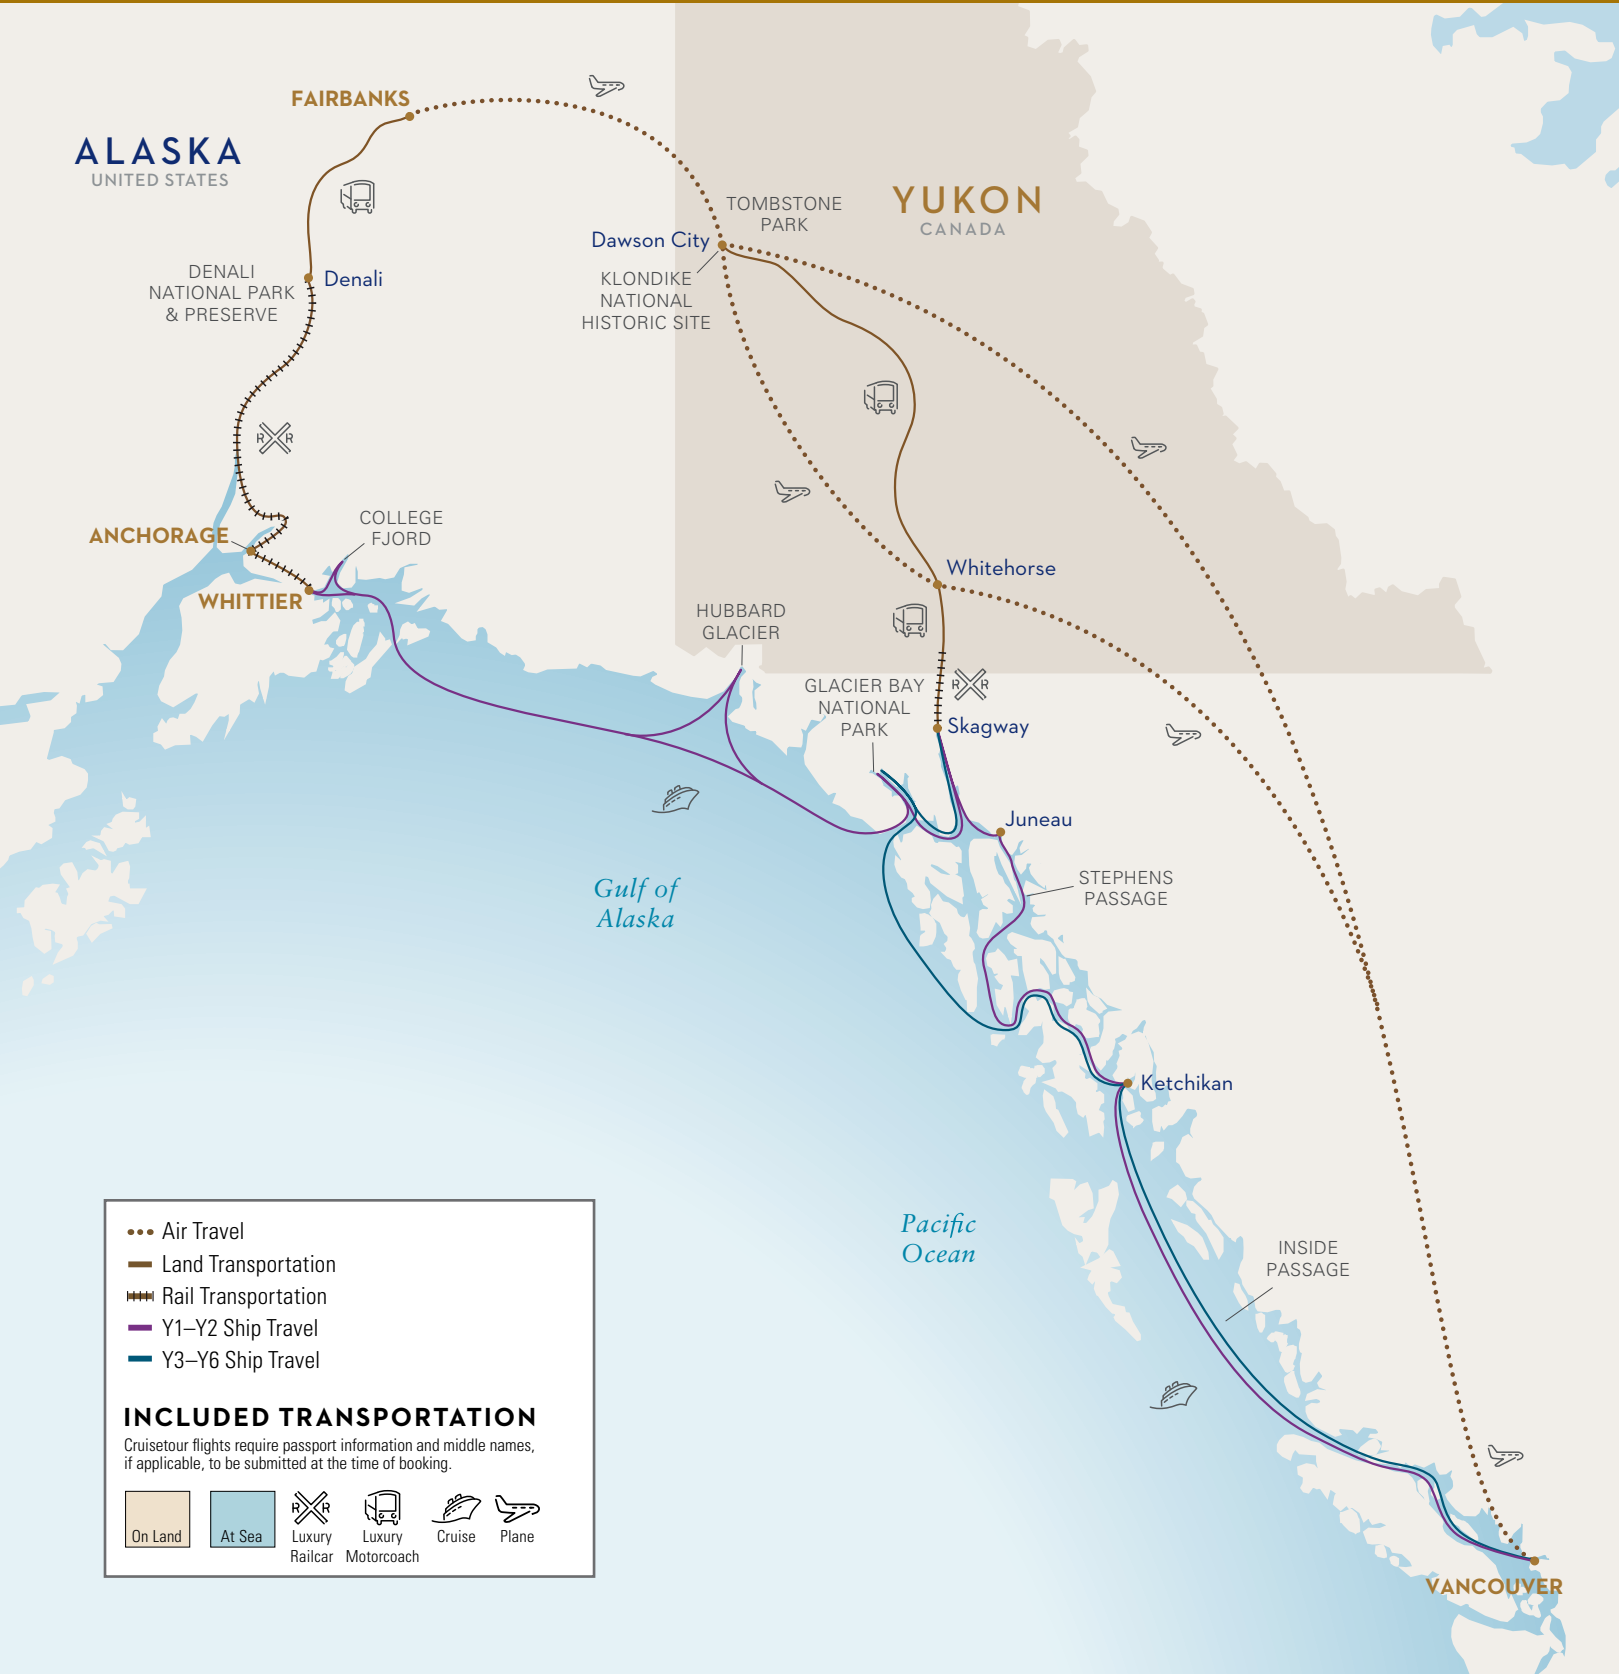 FAIRBANKS
ALASKA
UNITED STATES
TOMBSTONE
PARK
YUKON
CANADA
Dawson City
KLONDIKE
NATIONAL
HISTORIC SITE
DENALI
NATIONAL PARK
& PRESERVE
Denali
R R
ANCHORAGE
COLLEGE
FJORD
WHITTIER
Whitehorse
HUBBARD
GLACIER
R R
GLACIER BAY
NATIONAL
PARK
Skagway
Juneau
STEPHENS
PASSAGE
Gulf of
Alaska
Ketchikan
Pacific
Ocean
INSIDE
PASSAGE
VANCOUVER
Air Travel
Land Transportation
Rail Transportation
Y1–Y2 Ship Travel
Y3–Y6 Ship Travel
INCLUDED TRANSPORTATION
Cruisetour flights require passport information and middle names,
if applicable, to be submitted at the time of booking.
On Land
At Sea
R R
Luxury
Railcar
Luxury
Motorcoach
Cruise
Plane